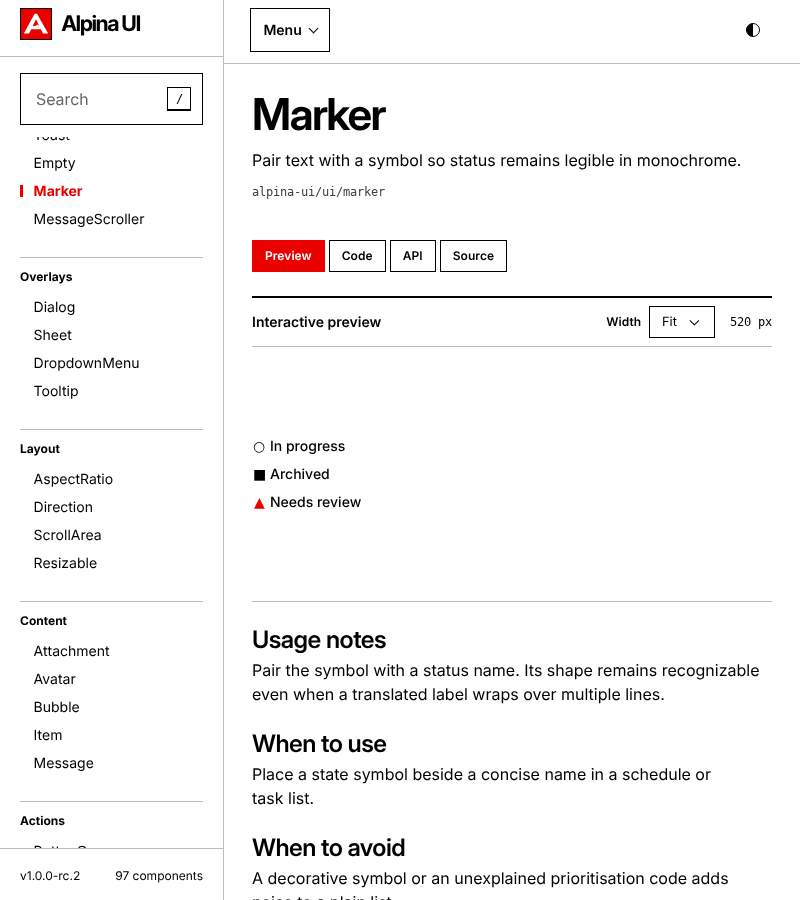 Alpina UI
Search /
Empty
Marker
MessageScroller
Overlays
Dialog
Sheet
DropdownMenu
Tooltip
Layout
AspectRatio
Direction
ScrollArea
Resizable
Content
Attachment
Avatar
Bubble
Item
Message
Actions
v1.0.0-rc.2 97 components
Menu
Marker
Pair text with a symbol so status remains legible in monochrome.
alpina-ui/ui/marker
Preview Code API Source
Interactive preview Width Fit 520 px
In progress
Archived
Needs review
Usage notes
Pair the symbol with a status name. Its shape remains recognizable
even when a translated label wraps over multiple lines.
When to use
Place a state symbol beside a concise name in a schedule or
task list.
When to avoid
A decorative symbol or an unexplained prioritisation code adds
noise to a plain list.